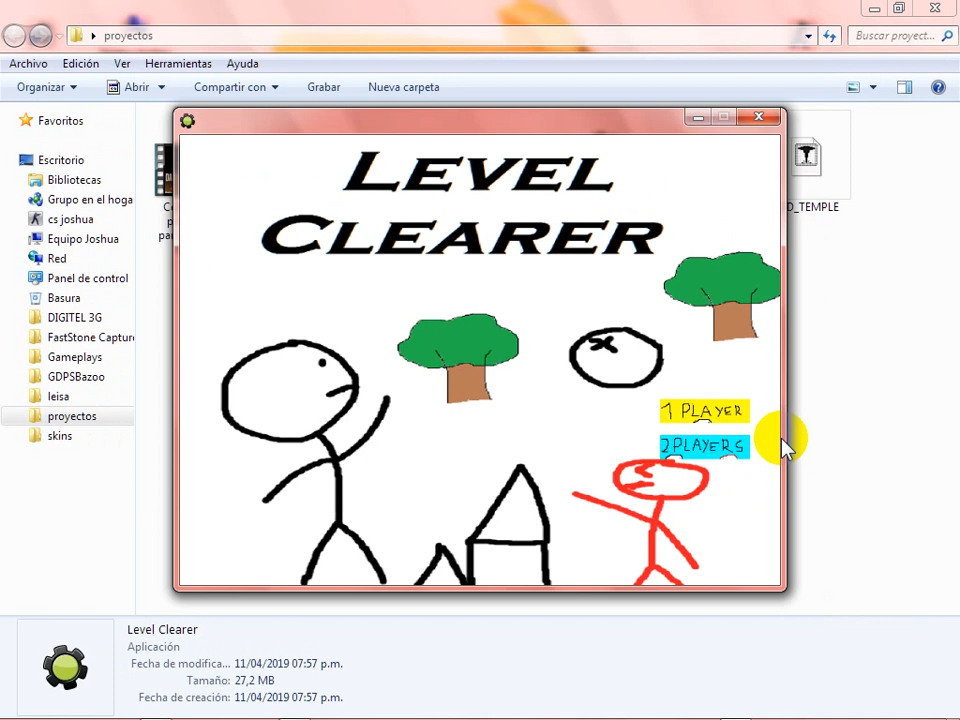 proyectos
Buscar proyect...
Archivo Edición Ver Herramientas Ayuda
Organizar Abrir Compartir con Grabar Nueva carpeta
Favoritos
Escritorio
Bibliotecas
Grupo en el hoga
cs joshua
Equipo Joshua
Red
Panel de control
Basura
DIGITEL 3G
FastStone Captur
Gameplays
GDPSBazoo
leisa
proyectos
skins
D_TEMPLE
LEVEL
CLEARER
1 PLAYER
2 PLAYERS
Level Clearer
Aplicación
Fecha de modifica... 11/04/2019 07:57 p.m.
Tamaño: 27,2 MB
Fecha de creación: 11/04/2019 07:57 p.m.